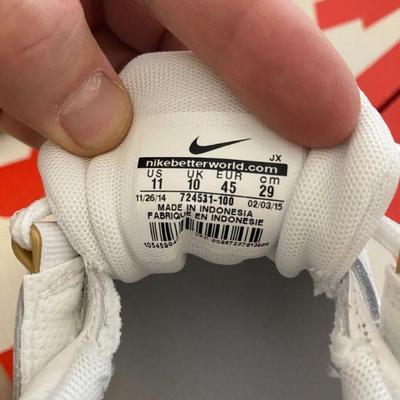 JX
nikebetterworld.com
US UK EUR cm
11 10 45 29
11/26/14 724531-100 02/03/15
MADE IN INDONESIA
FABRIQUE EN INDONESIE